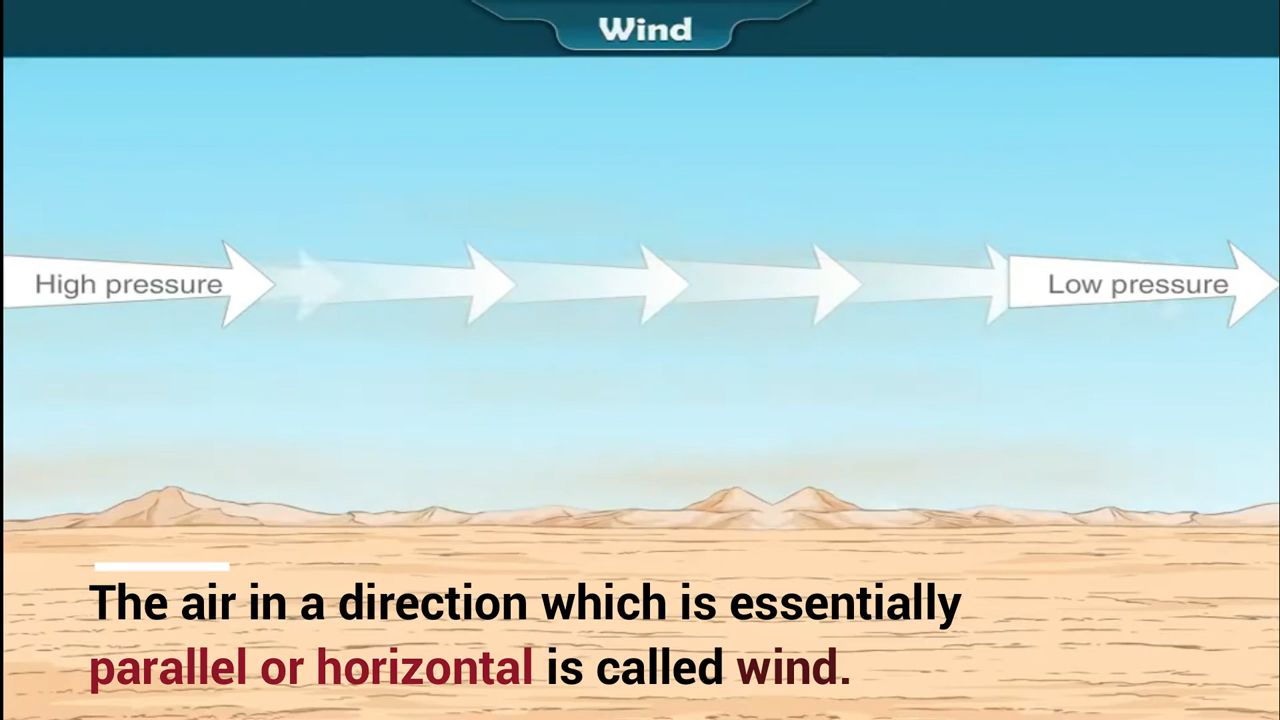 Wind
High pressure
Low pressure
The air in a direction which is essentially
parallel or horizontal is called wind.